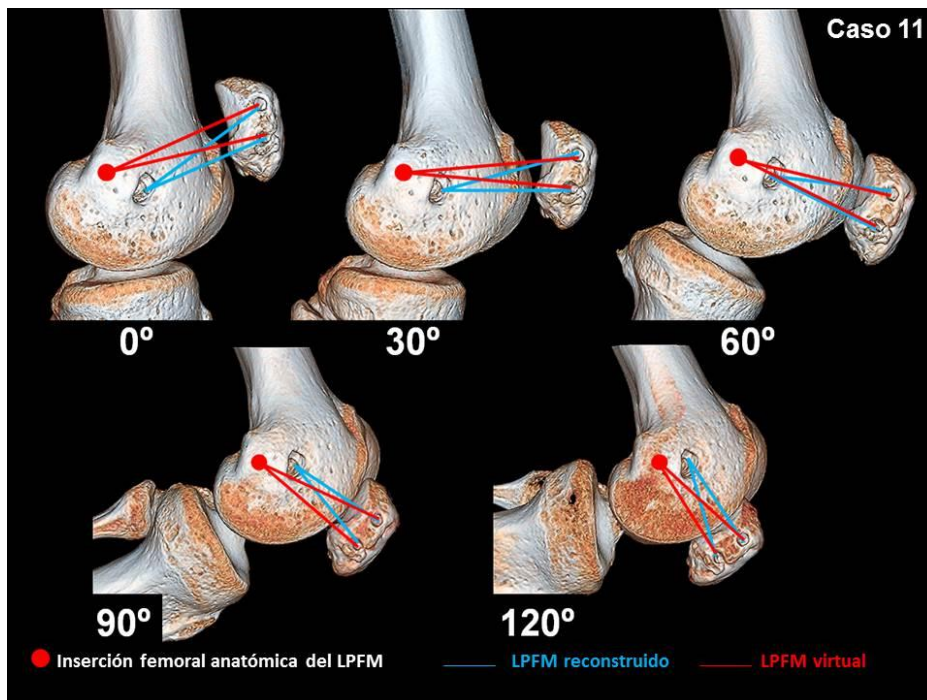 Caso 11
0º
30º
60º
90º
120º
Inserción femoral anatómica del LPFM
LPFM reconstruido
LPFM virtual